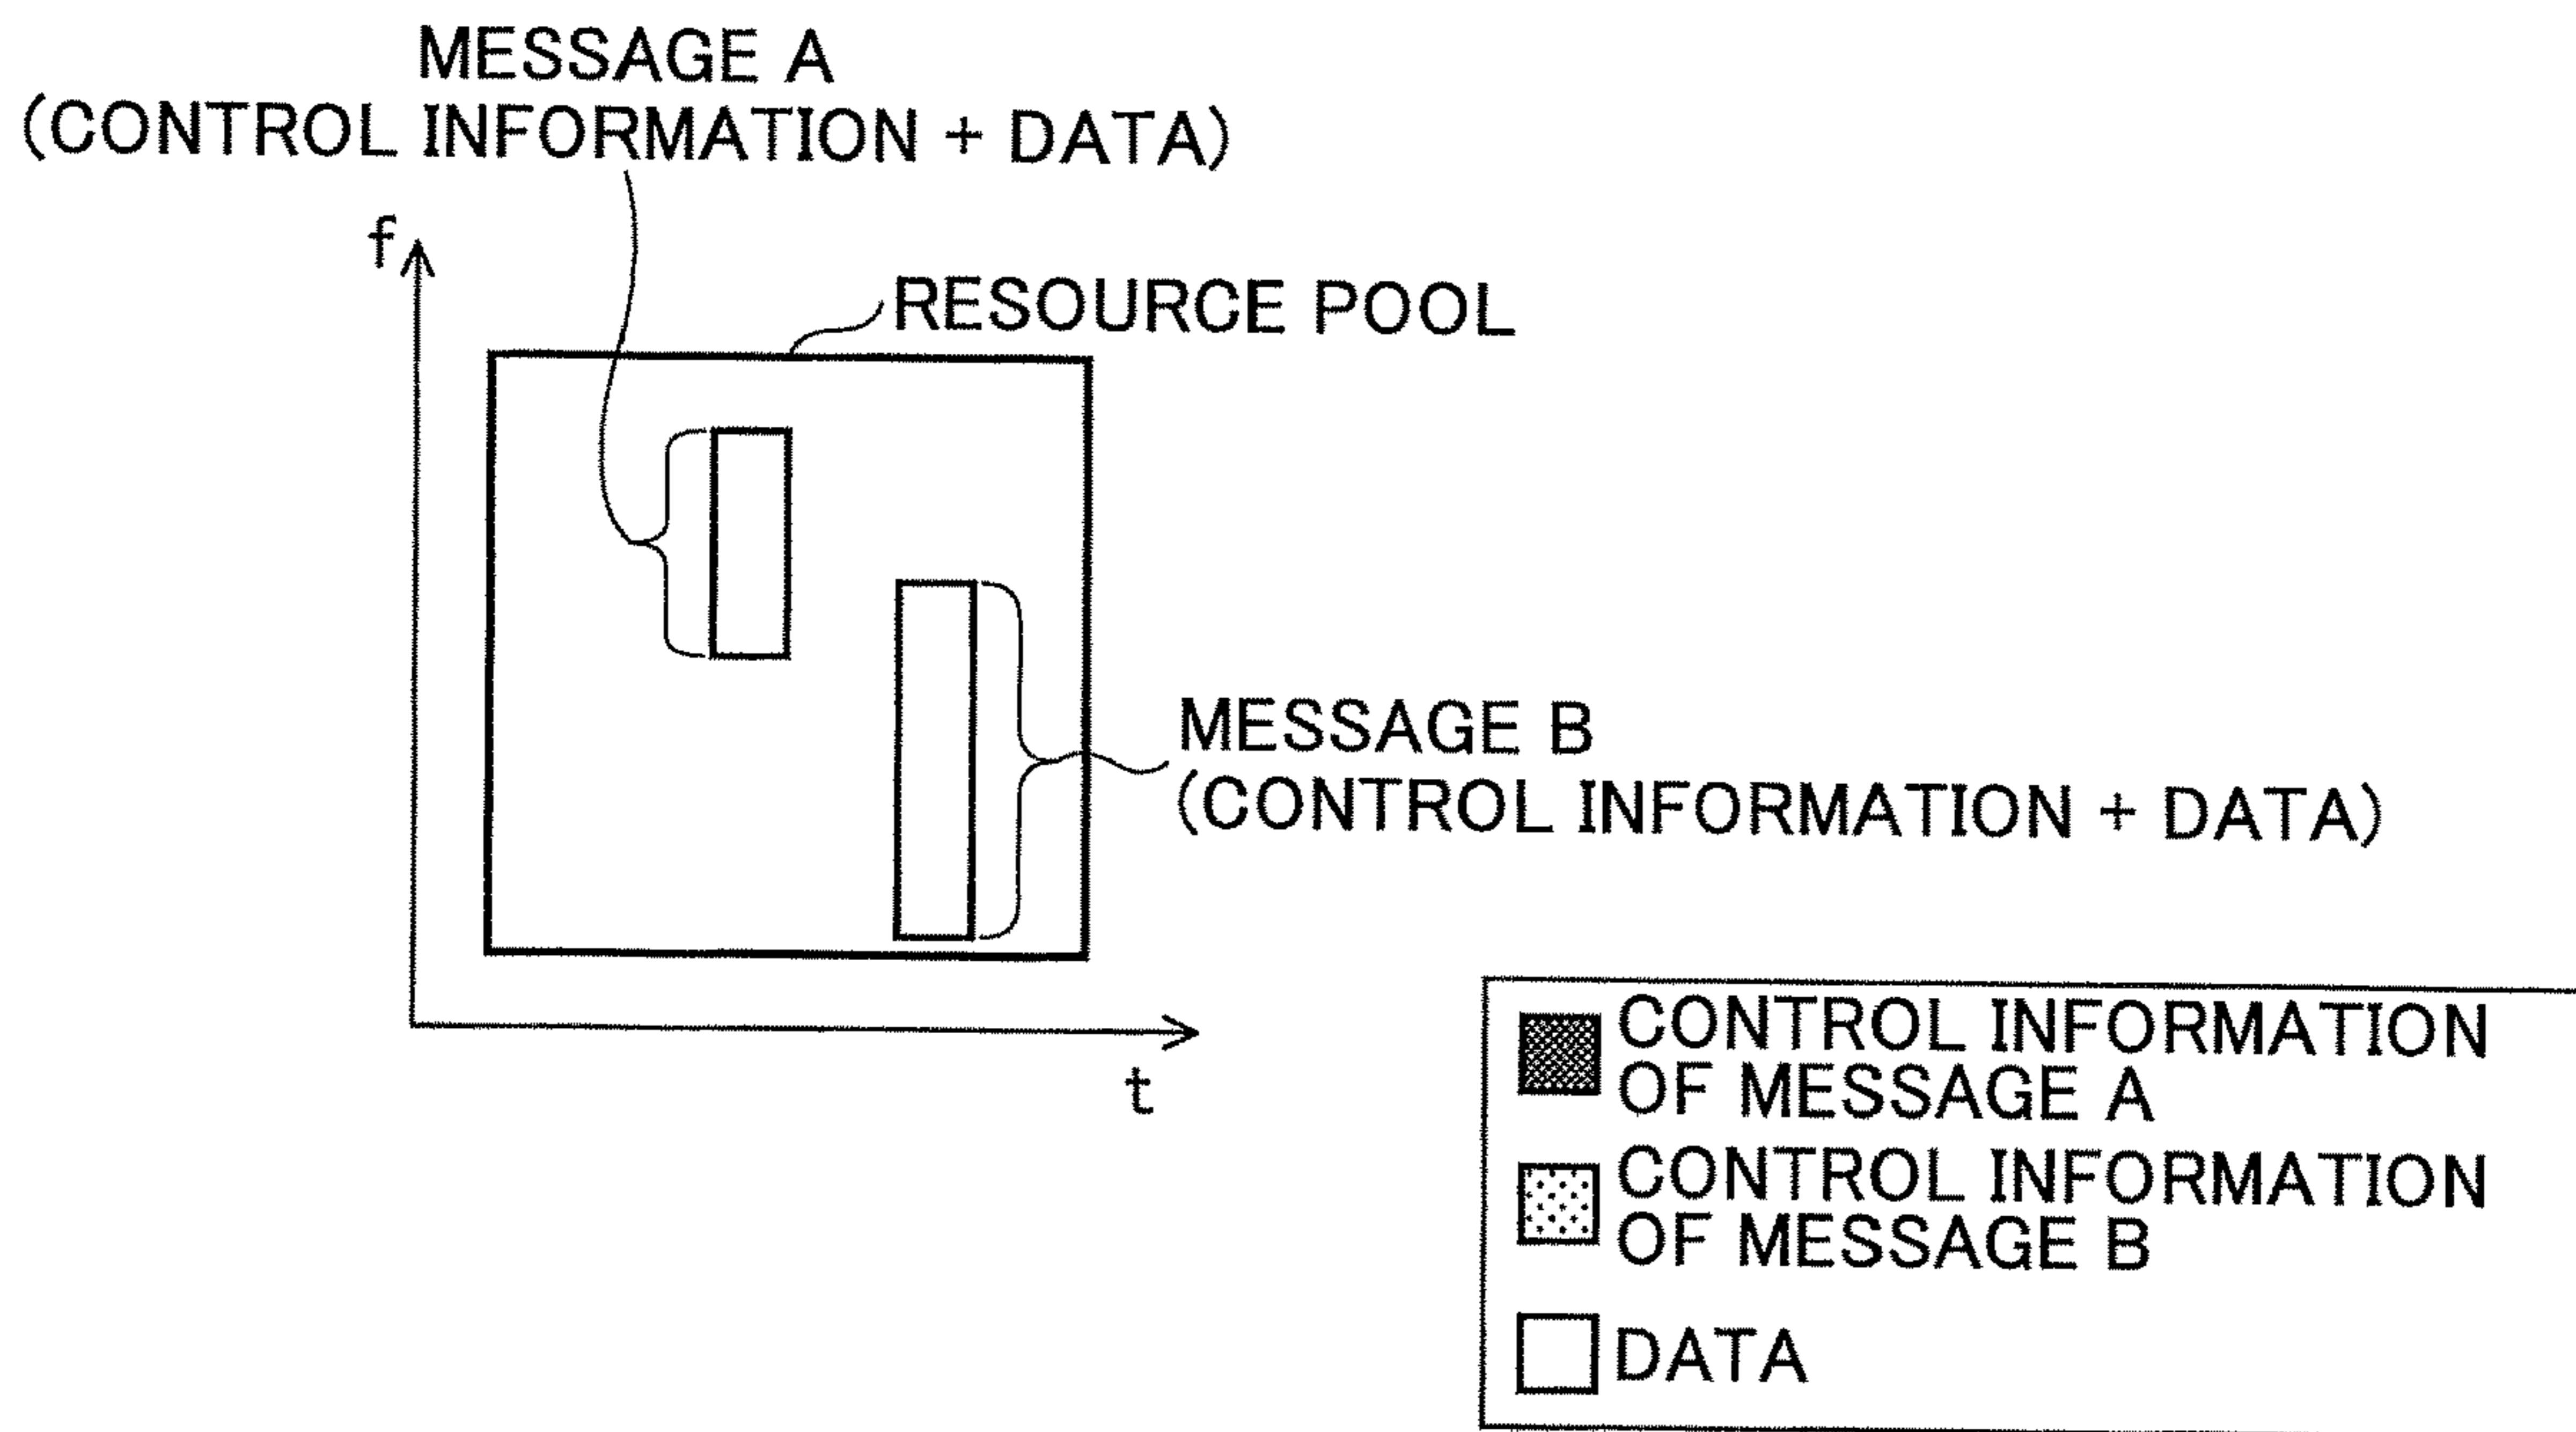 MESSAGE A
(CONTROL INFORMATION + DATA)
f
RESOURCE POOL
MESSAGE B
(CONTROL INFORMATION + DATA)
t
CONTROL INFORMATION
OF MESSAGE A
CONTROL INFORMATION
OF MESSAGE B
DATA